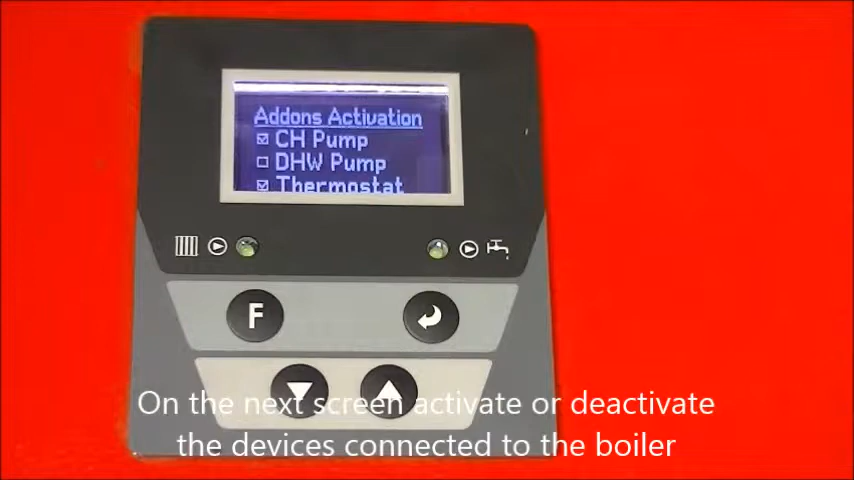 Addons Activation
CH Pump
DHW Pump
Thermostat
F
On the next screen activate or deactivate
the devices connected to the boiler